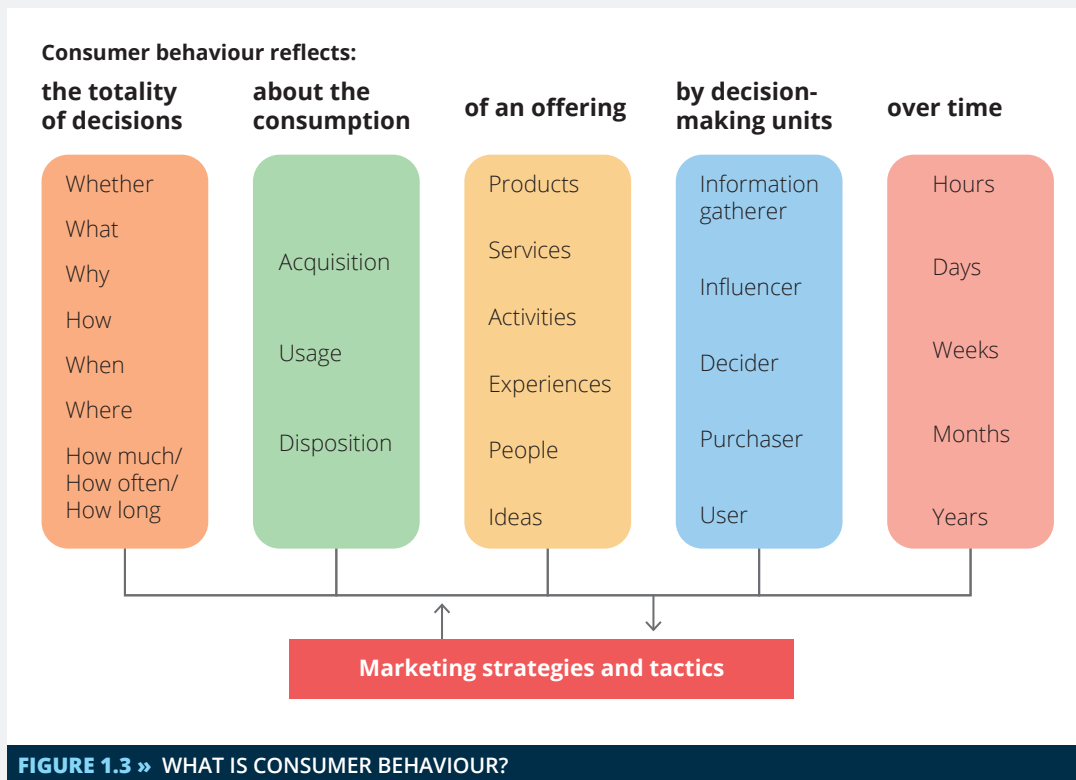 Consumer behaviour reflects:
the totality
of decisions
about the
consumption
of an offering
by decision-
making units
over time
Whether
What
Why
How
When
Where
How much/
How often/
How long
Acquisition
Usage
Disposition
Products
Services
Activities
Experiences
People
Ideas
Information
gatherer
Influencer
Decider
Purchaser
User
Hours
Days
Weeks
Months
Years
Marketing strategies and tactics
FIGURE 1.3 » WHAT IS CONSUMER BEHAVIOUR?